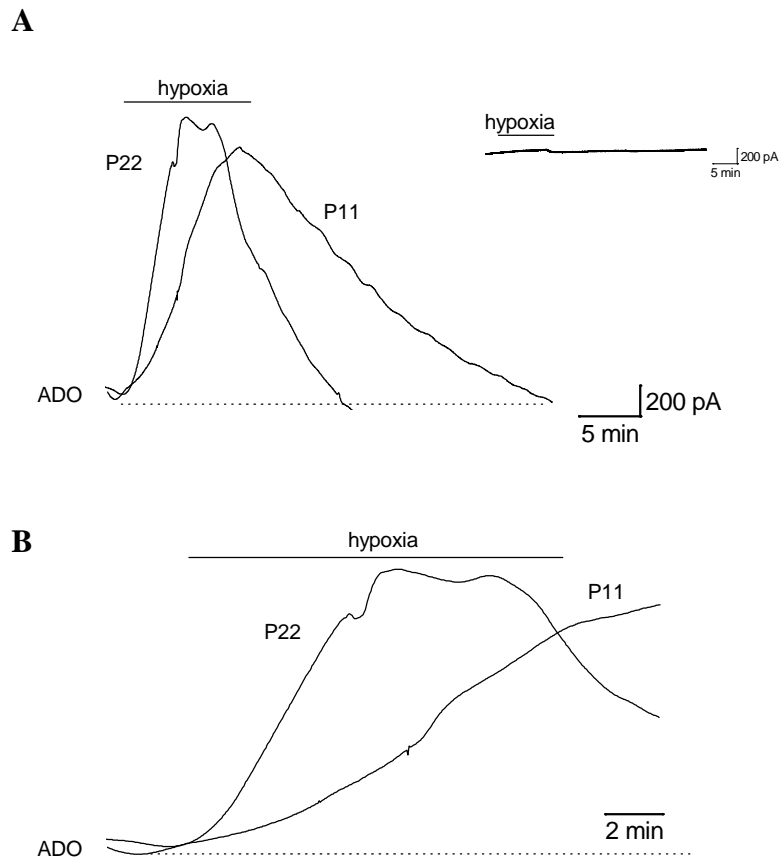 A
hypoxia
hypoxia
P22
200 pA
5 min
P11
ADO
200 pA
5 min
B
hypoxia
P11
P22
2 min
ADO